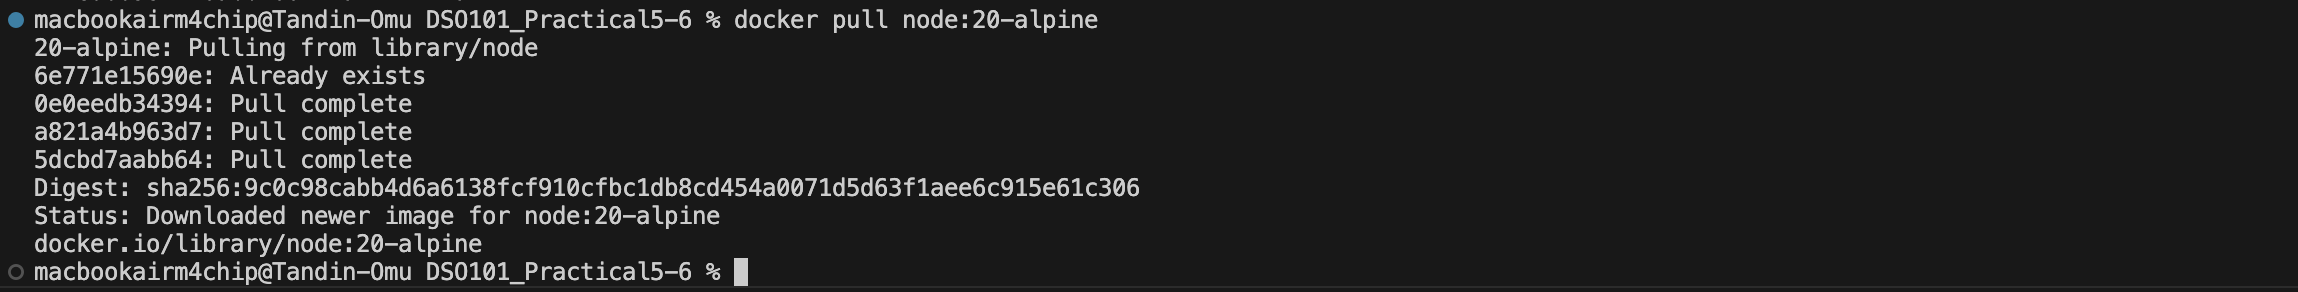 macbookairm4chip@Tandin-Omu DSO101_Practical5-6 % docker pull node:20-alpine
20-alpine: Pulling from library/node
6e771e15690e: Already exists
0e0eedb34394: Pull complete
a821a4b963d7: Pull complete
5dcbd7aabb64: Pull complete
Digest: sha256:9c0c98cabb4d6a6138fcf910cfbc1db8cd454a0071d5d63f1aee6c915e61c306
Status: Downloaded newer image for node:20-alpine
docker.io/library/node:20-alpine
macbookairm4chip@Tandin-Omu DSO101_Practical5-6 %